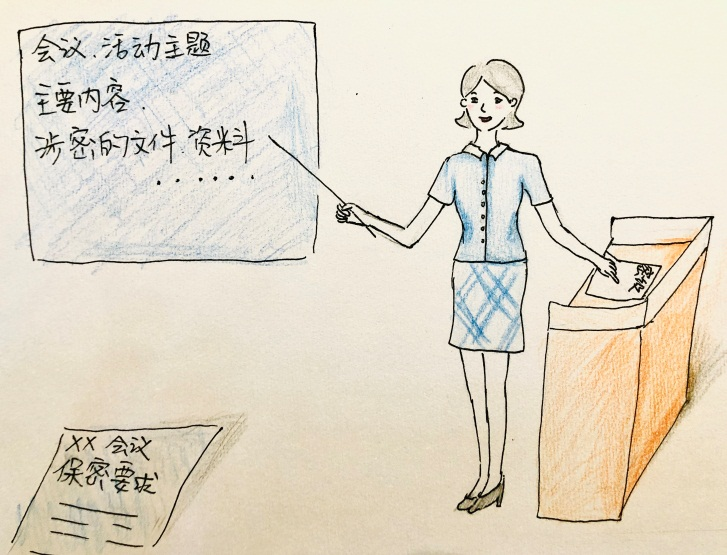 会议、活动主题
主要内容.
涉密的文件.资料
.......
XX 会议
保密要求